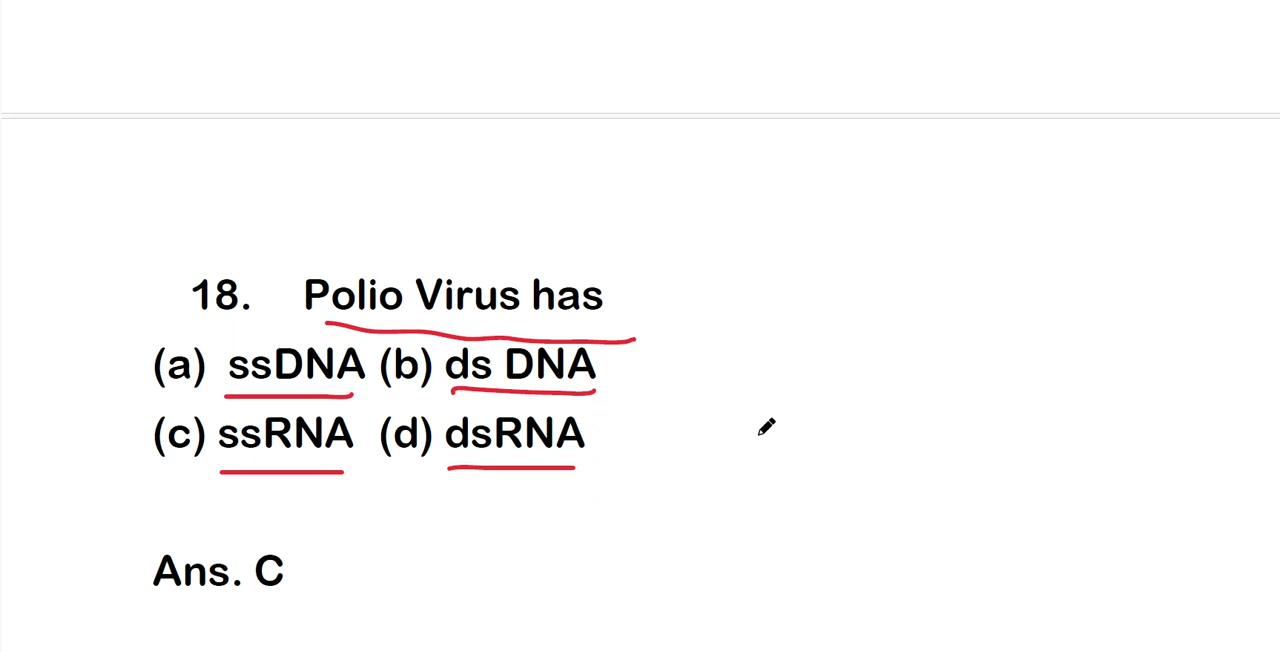 18. Polio Virus has
(a) ssDNA (b) ds DNA
(c) ssRNA (d) dsRNA
Ans. C